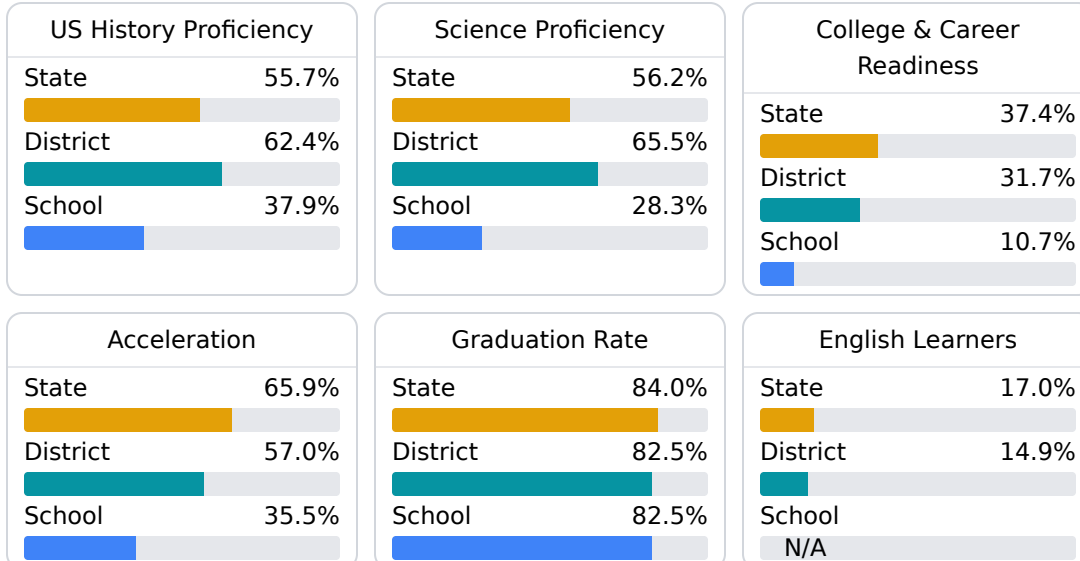 US History Proficiency
State 55.7%
District 62.4%
School 37.9%
Science Proficiency
State 56.2%
District 65.5%
School 28.3%
College & Career
Readiness
State 37.4%
District 31.7%
School 10.7%
Acceleration
State 65.9%
District 57.0%
School 35.5%
Graduation Rate
State 84.0%
District 82.5%
School 82.5%
English Learners
State 17.0%
District 14.9%
School
N/A